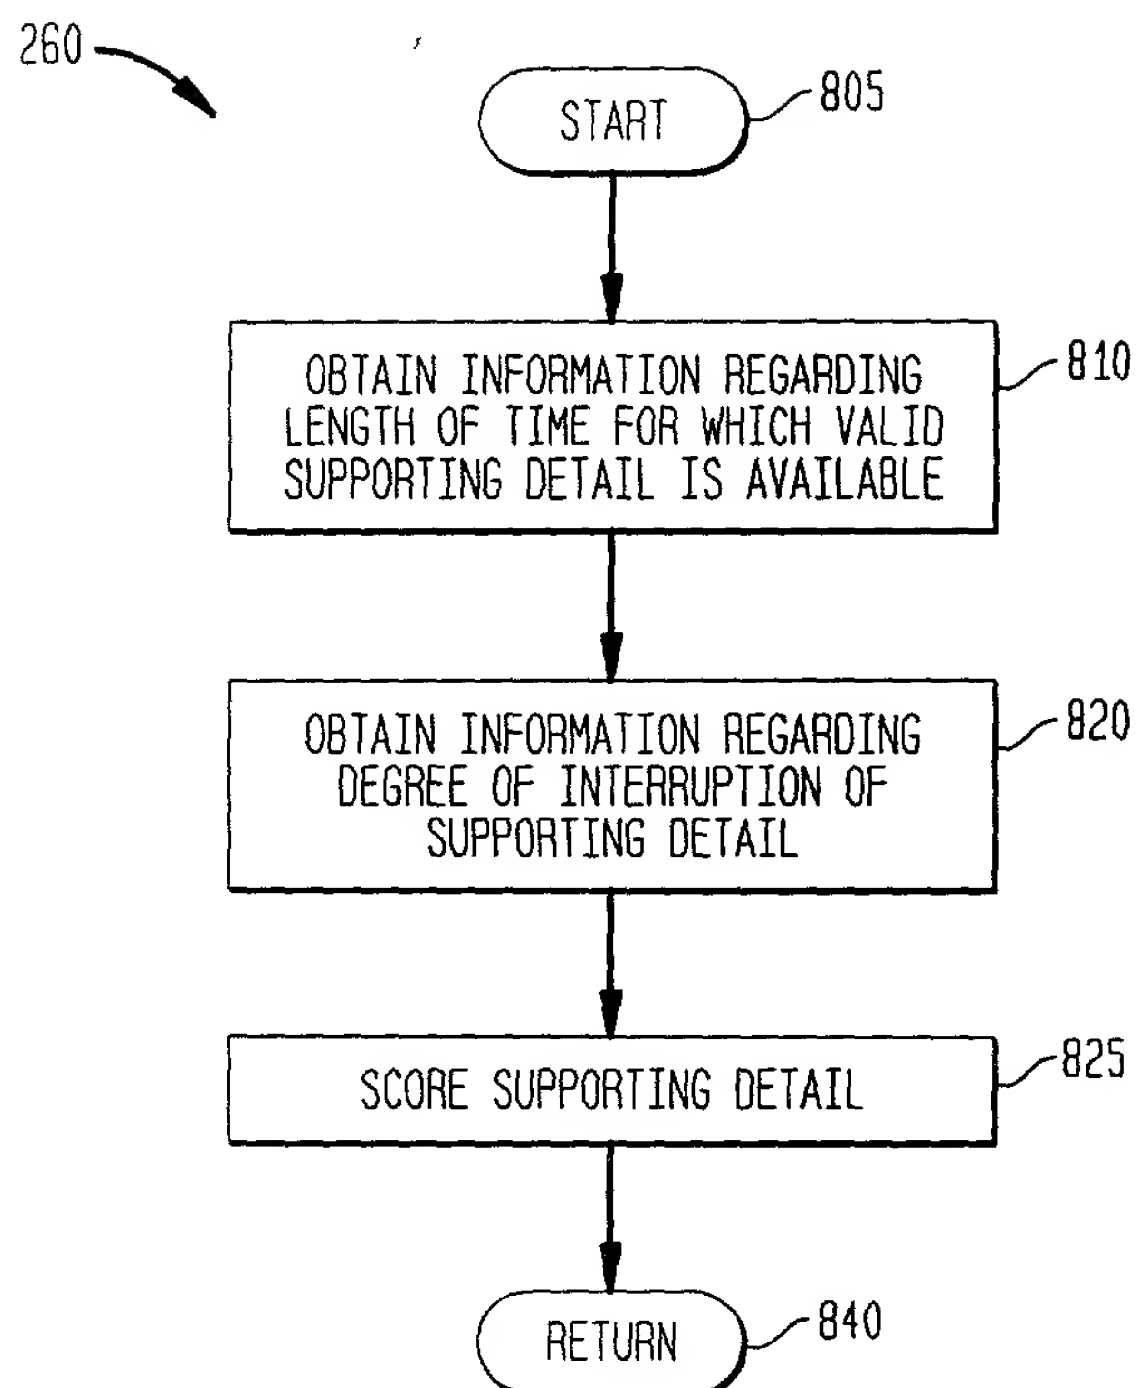 260
START
805
OBTAIN INFORMATION REGARDING
LENGTH OF TIME FOR WHICH VALID
SUPPORTING DETAIL IS AVAILABLE
810
OBTAIN INFORMATION REGARDING
DEGREE OF INTERRUPTION OF
SUPPORTING DETAIL
820
SCORE SUPPORTING DETAIL
825
RETURN
840